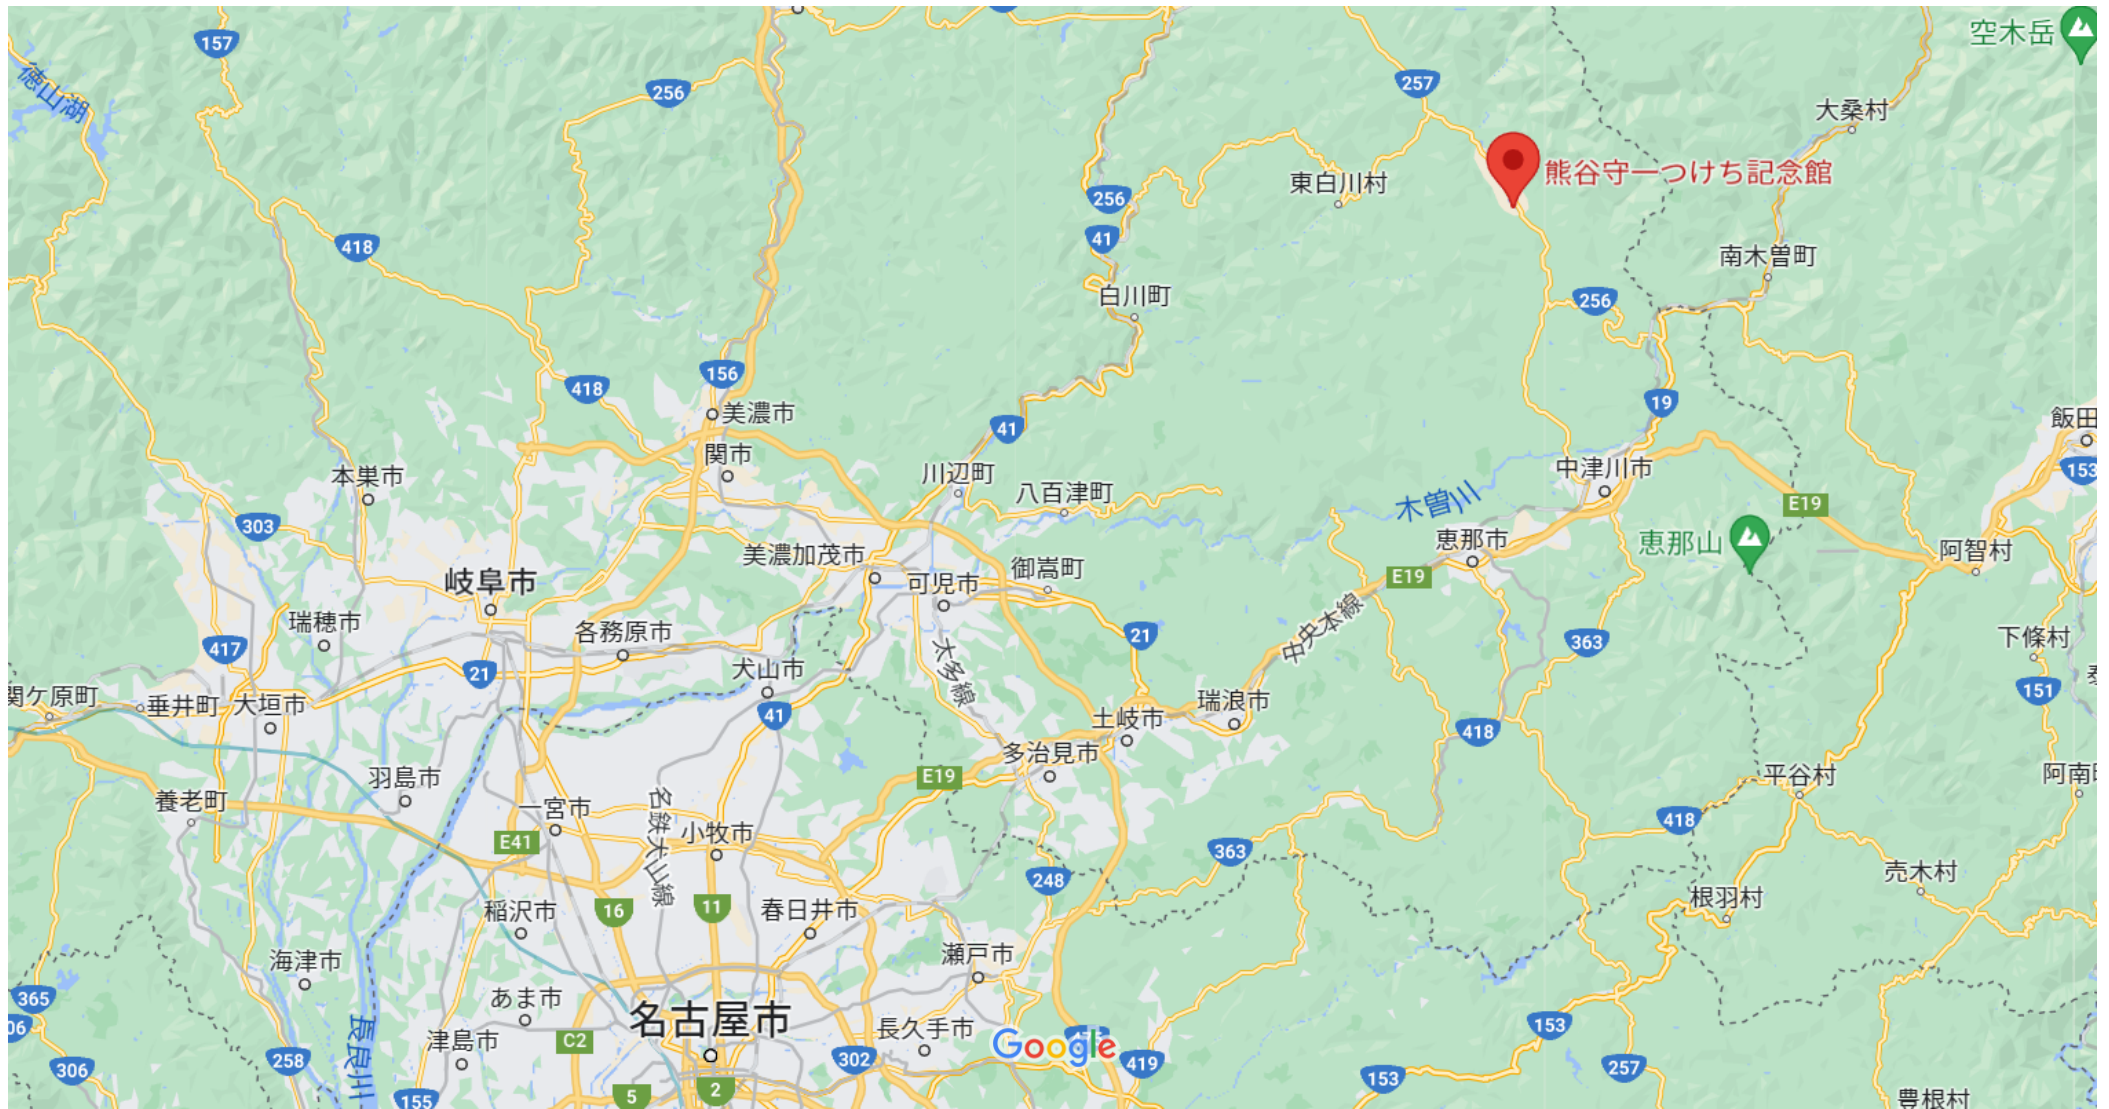 157
空木岳
徳山湖
256
257
大桑村
熊谷守一つけち記念館
東白川村
256
41
418
南木曽町
白川町
256
156
418
19
美濃市
41
飯田
関市
中津川市
153
本巣市
川辺町
八百津町
木曽川
E19
303
恵那市
恵那山
阿智村
美濃加茂市
御嵩町
岐阜市
可児市
E19
瑞穂市
各務原市
21
中央本線
363
下條村
417
21
犬山市
太多線
151
関ケ原町
垂井町
大垣市
41
土岐市
瑞浪市
418
多治見市
羽島市
E19
平谷村
養老町
一宮市
名鉄犬山線
小牧市
418
E41
363
248
売木村
稲沢市
16
11
春日井市
根羽村
海津市
瀬戸市
365
あま市
名古屋市
06
長良川
津島市
C2
長久手市
Google
153
306
258
302
419
257
155
5
2
153
豊根村